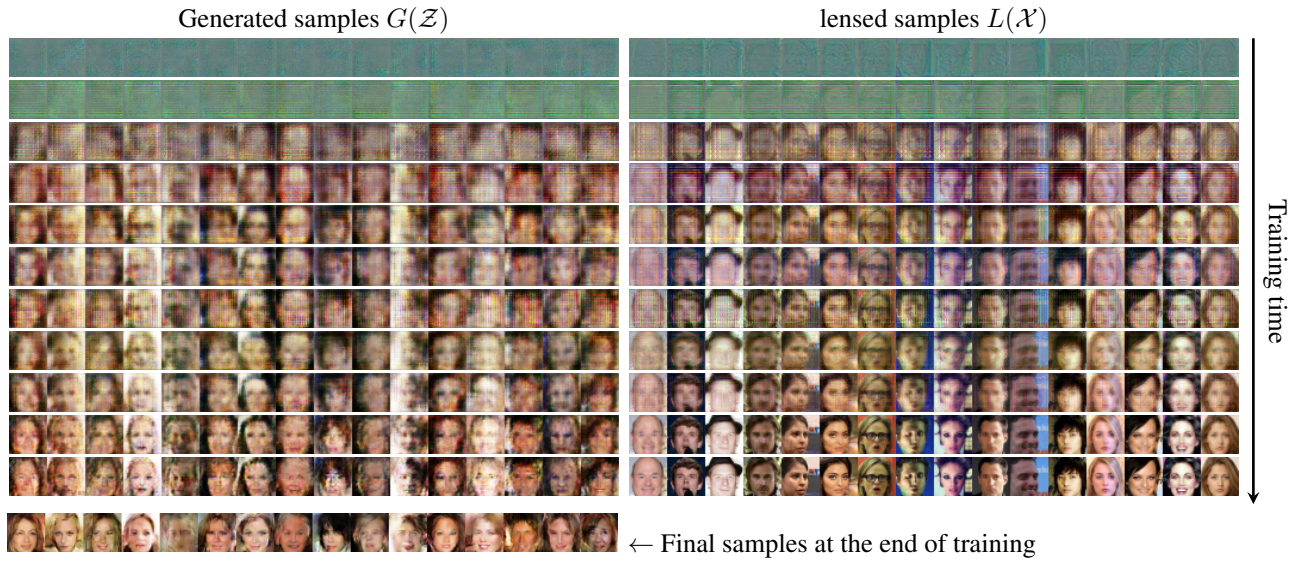 Generated samples G(𝒵)
lensed samples L(𝒳)
Training time
← Final samples at the end of training